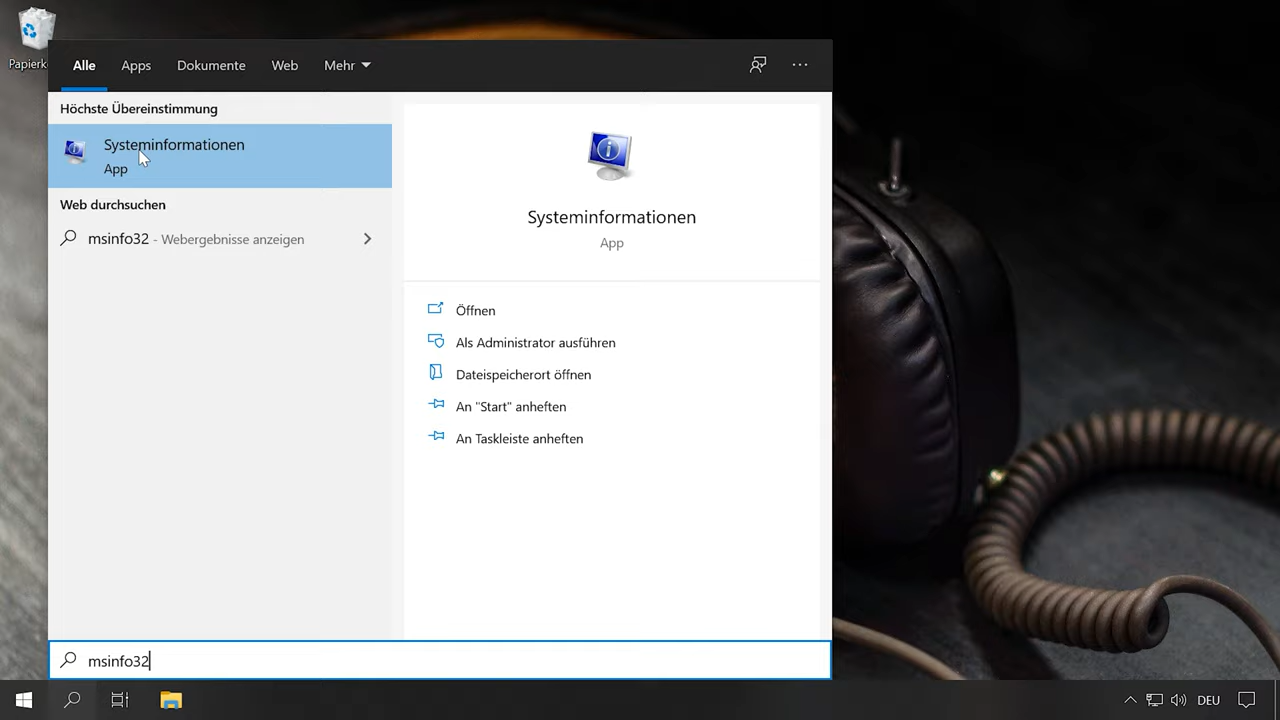 Papierk
Alle Apps Dokumente Web Mehr
Höchste Übereinstimmung
Systeminformationen
App
Web durchsuchen
msinfo32 - Webergebnisse anzeigen
Systeminformationen
App
Öffnen
Als Administrator ausführen
Dateispeicherort öffnen
An "Start" anheften
An Taskleiste anheften
msinfo32
DEU